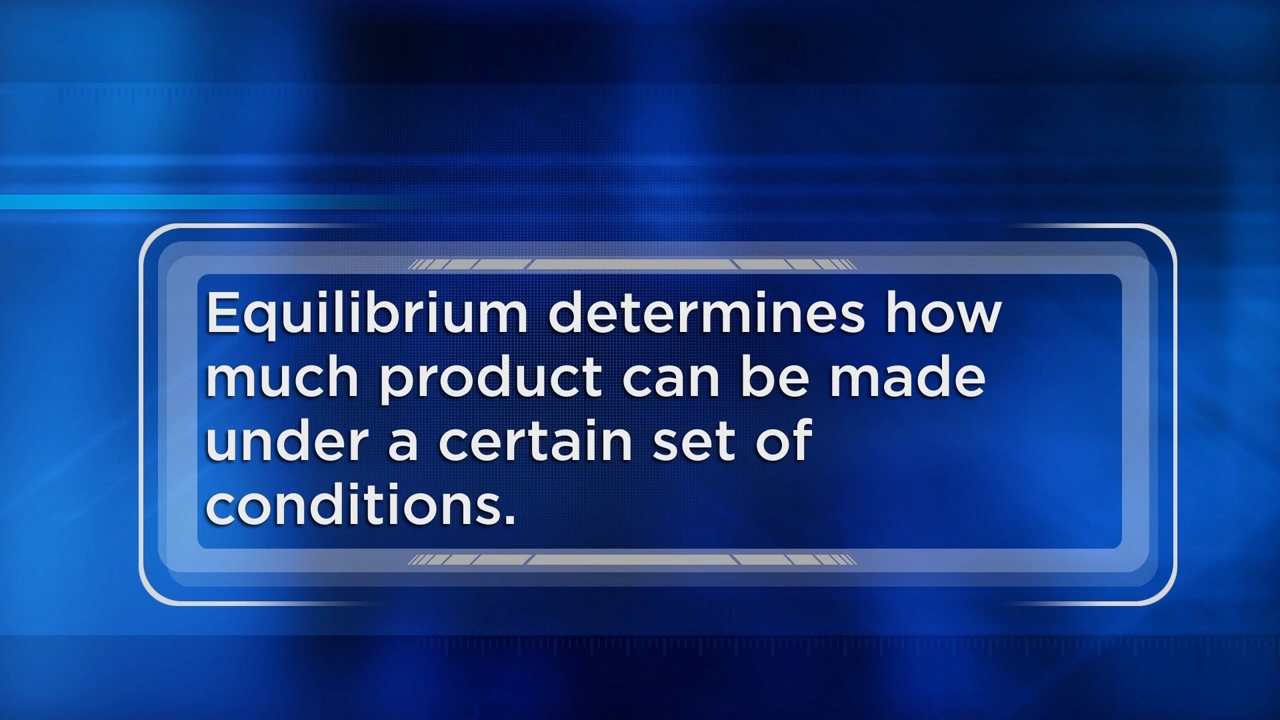 Equilibrium determines how
much product can be made
under a certain set of
conditions.